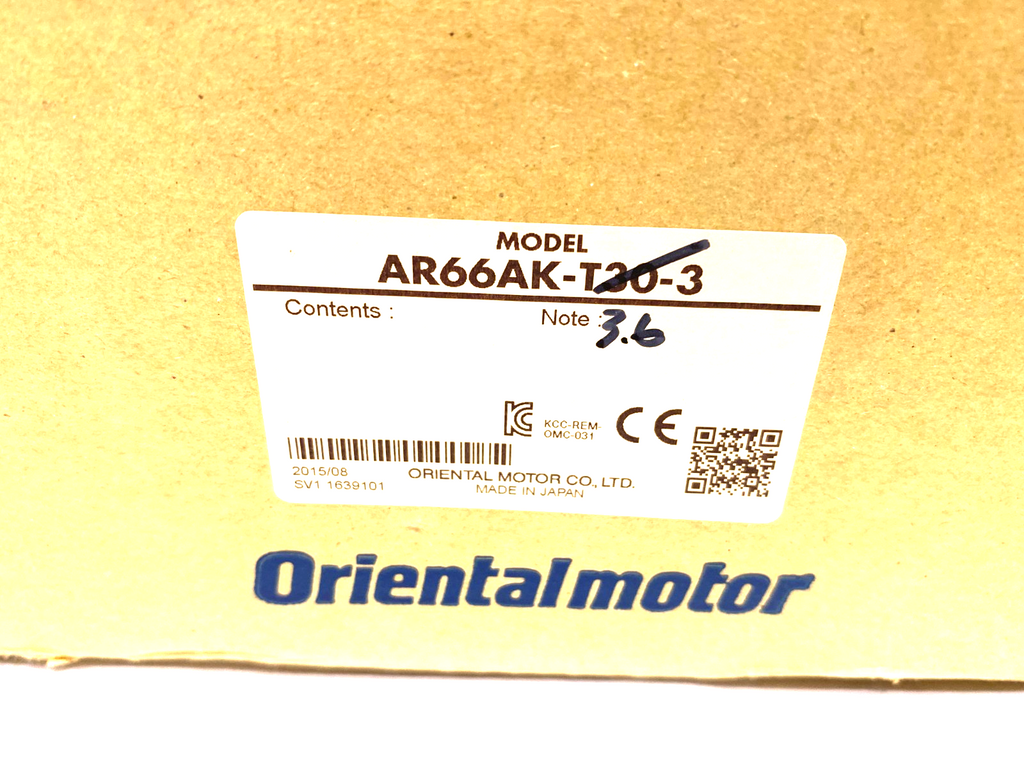 MODEL
AR66AK-T30-3
Contents :
Note :
3.6
KCC-REM-
OMC-031
CE
2015/08
SV1 1639101
ORIENTAL MOTOR CO., LTD.
MADE IN JAPAN
Orientalmotor